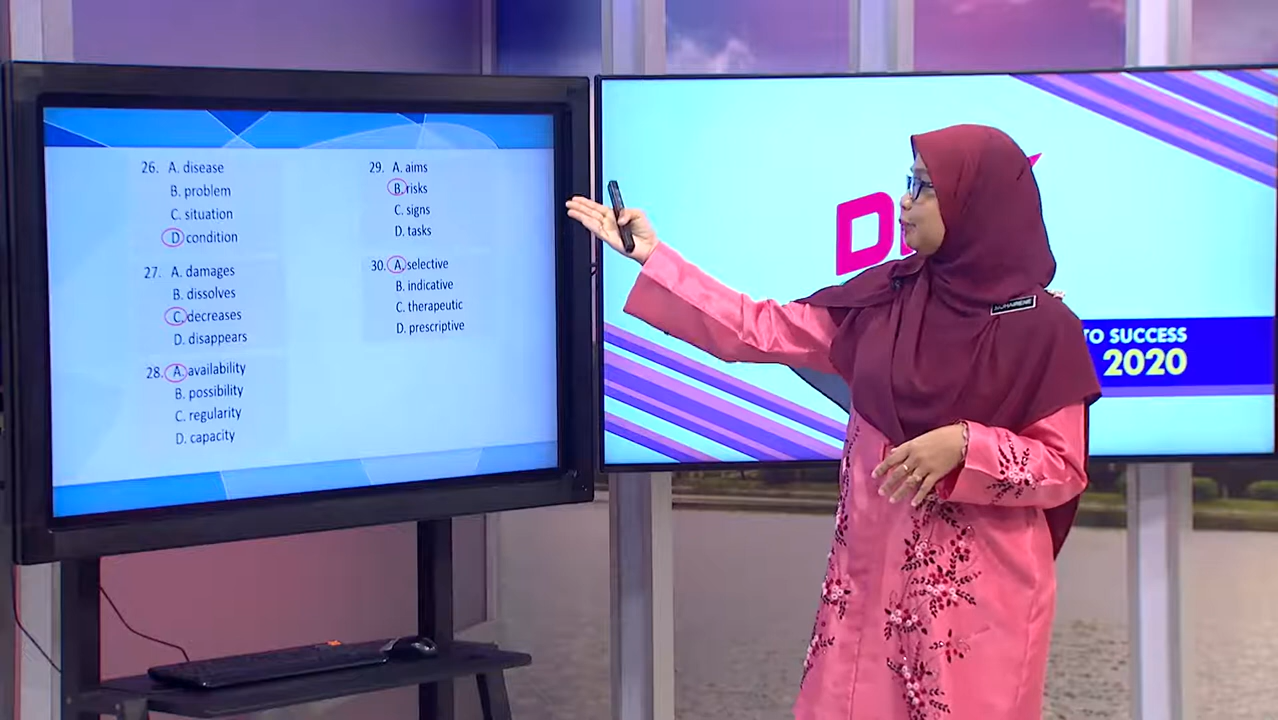 26. A. disease
B. problem
C. situation
D condition
27. A. damages
B. dissolves
C. decreases
D. disappears
28. A. availability
B. possibility
C. regularity
D. capacity
29. A. aims
B. risks
C. signs
D. tasks
30. A. selective
B. indicative
C. therapeutic
D. prescriptive
TO SUCCESS
2020